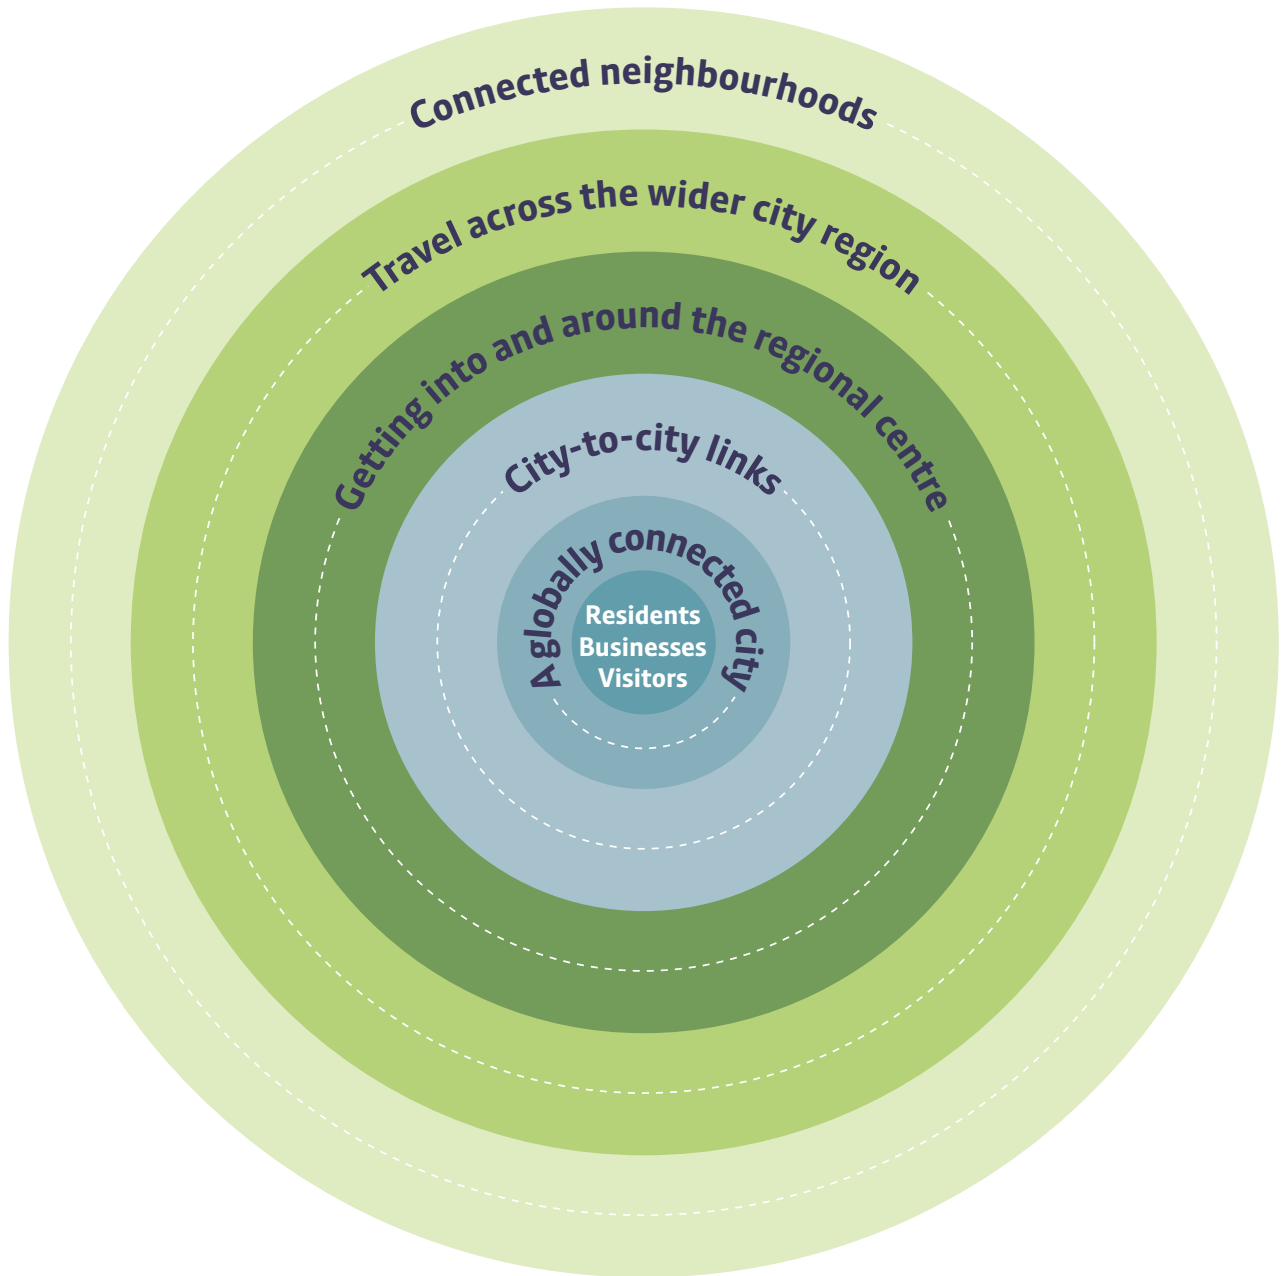 Connected neighbourhoods
Travel across the wider city region
Getting into and around the regional centre
City-to-city links
A globally connected city
Residents
Businesses
Visitors